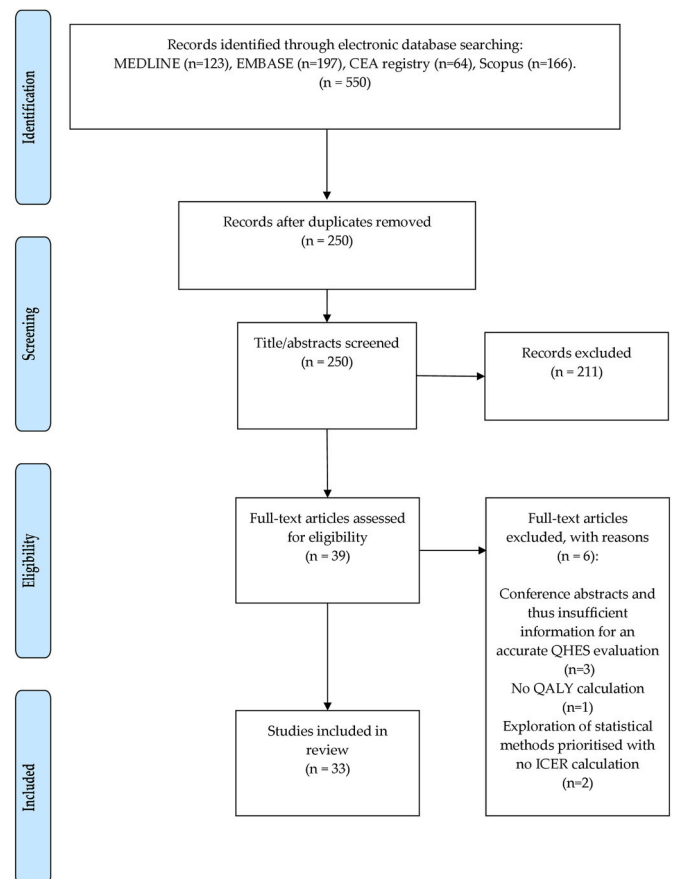 Identification
Records identified through electronic database searching:
MEDLINE (n=123), EMBASE (n=197), CEA registry (n=64), Scopus (n=166).
(n = 550)
Records after duplicates removed
(n = 250)
Screening
Title/abstracts screened
(n = 250)
Records excluded
(n = 211)
Eligibility
Full-text articles assessed
for eligibility
(n = 39)
Full-text articles
excluded, with reasons
(n = 6):
Conference abstracts and
thus insufficient
information for an
accurate QHES evaluation
(n=3)
No QALY calculation
(n=1)
Exploration of statistical
methods prioritised with
no ICER calculation
(n=2)
Included
Studies included in
review
(n = 33)